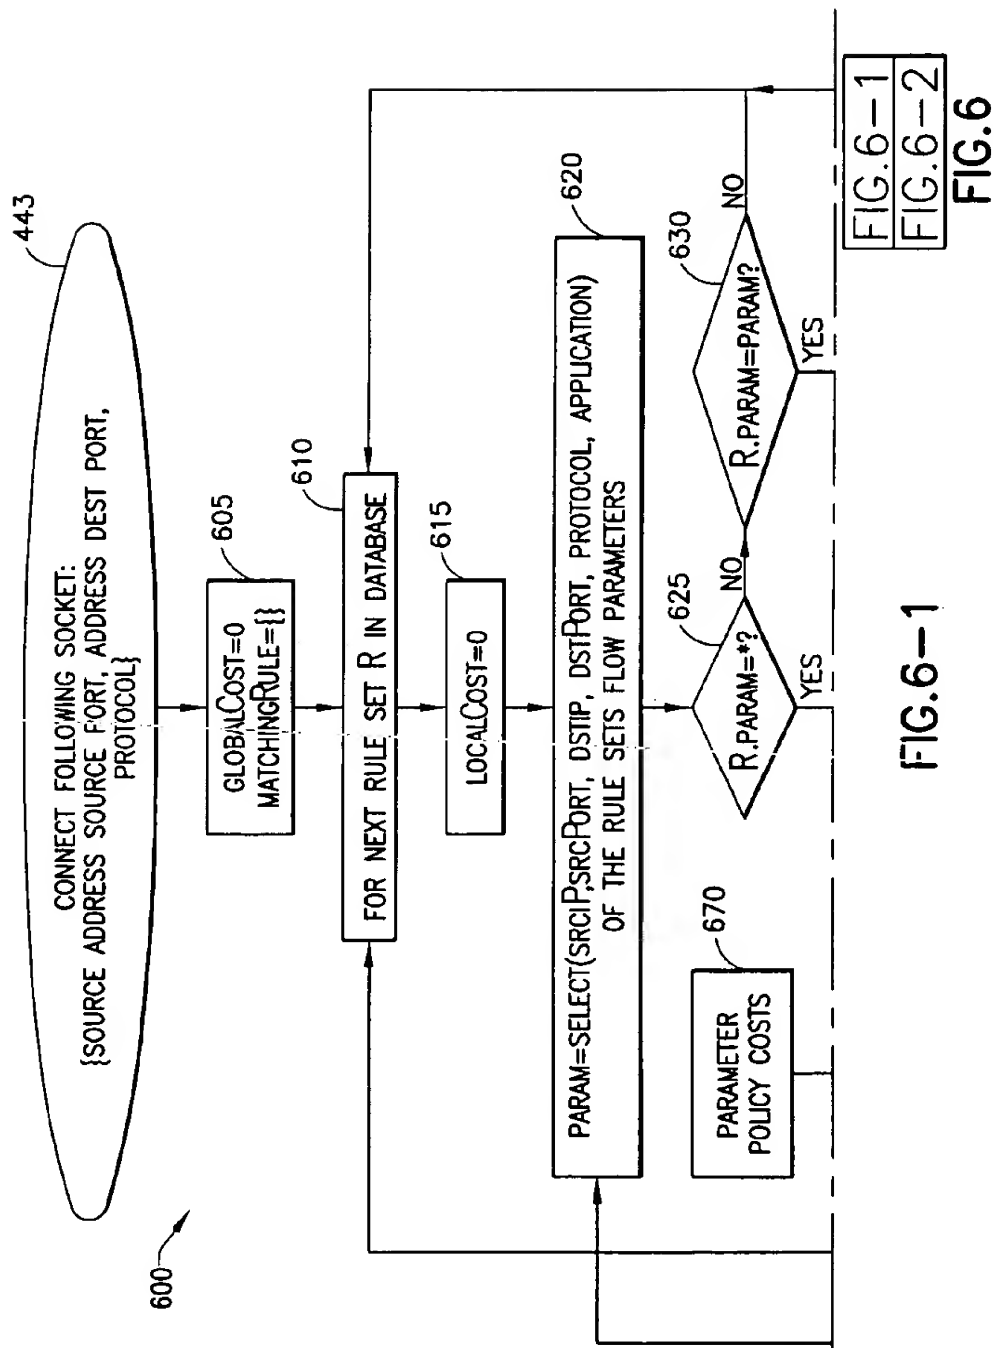 443
CONNECT FOLLOWING SOCKET:
{SOURCE ADDRESS SOURCE PORT, ADDRESS DEST PORT,
PROTOCOL}
600
605
GLOBALCOST=0
MATCHINGRULE={}
610
FOR NEXT RULE SET R IN DATABASE
615
LOCALCOST=0
620
PARAM=SELECT(SRCIP,SRCPORT, DSTIP, DSTPORT, PROTOCOL, APPLICATION)
OF THE RULE SETS FLOW PARAMETERS
670
PARAMETER
POLICY COSTS
625
R.PARAM=*?
NO
YES
630
R.PARAM=PARAM?
NO
YES
FIG.6-1
FIG.6-1
FIG.6-2
FIG.6